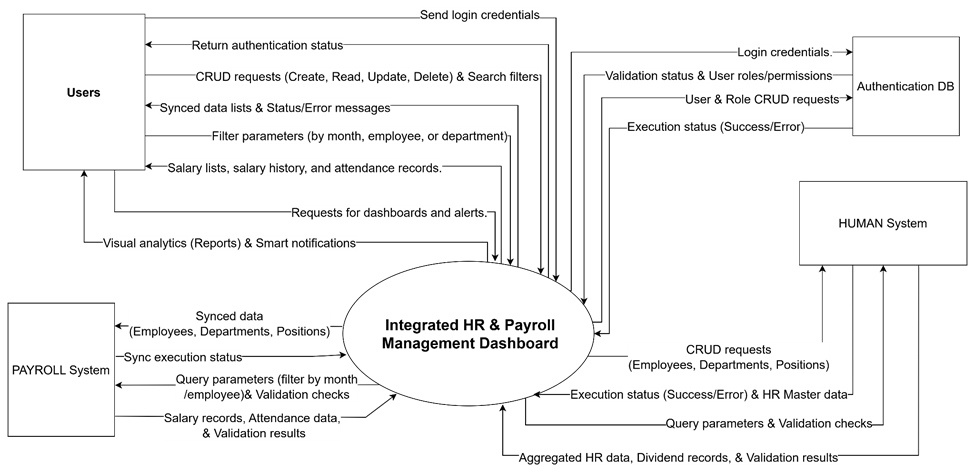 Send login credentials
Users
Return authentication status
CRUD requests (Create, Read, Update, Delete) & Search filters
Synced data lists & Status/Error messages
Filter parameters (by month, employee, or department)
Salary lists, salary history, and attendance records.
Requests for dashboards and alerts.
Visual analytics (Reports) & Smart notifications
Login credentials.
Validation status & User roles/permissions
Authentication DB
User & Role CRUD requests
Execution status (Success/Error)
HUMAN System
Integrated HR & Payroll
Management Dashboard
Synced data
(Employees, Departments, Positions)
Sync execution status
PAYROLL System
Query parameters (filter by month
/employee)& Validation checks
Salary records, Attendance data,
& Validation results
CRUD requests
(Employees, Departments, Positions)
Execution status (Success/Error) & HR Master data
Query parameters & Validation checks
Aggregated HR data, Dividend records, & Validation results